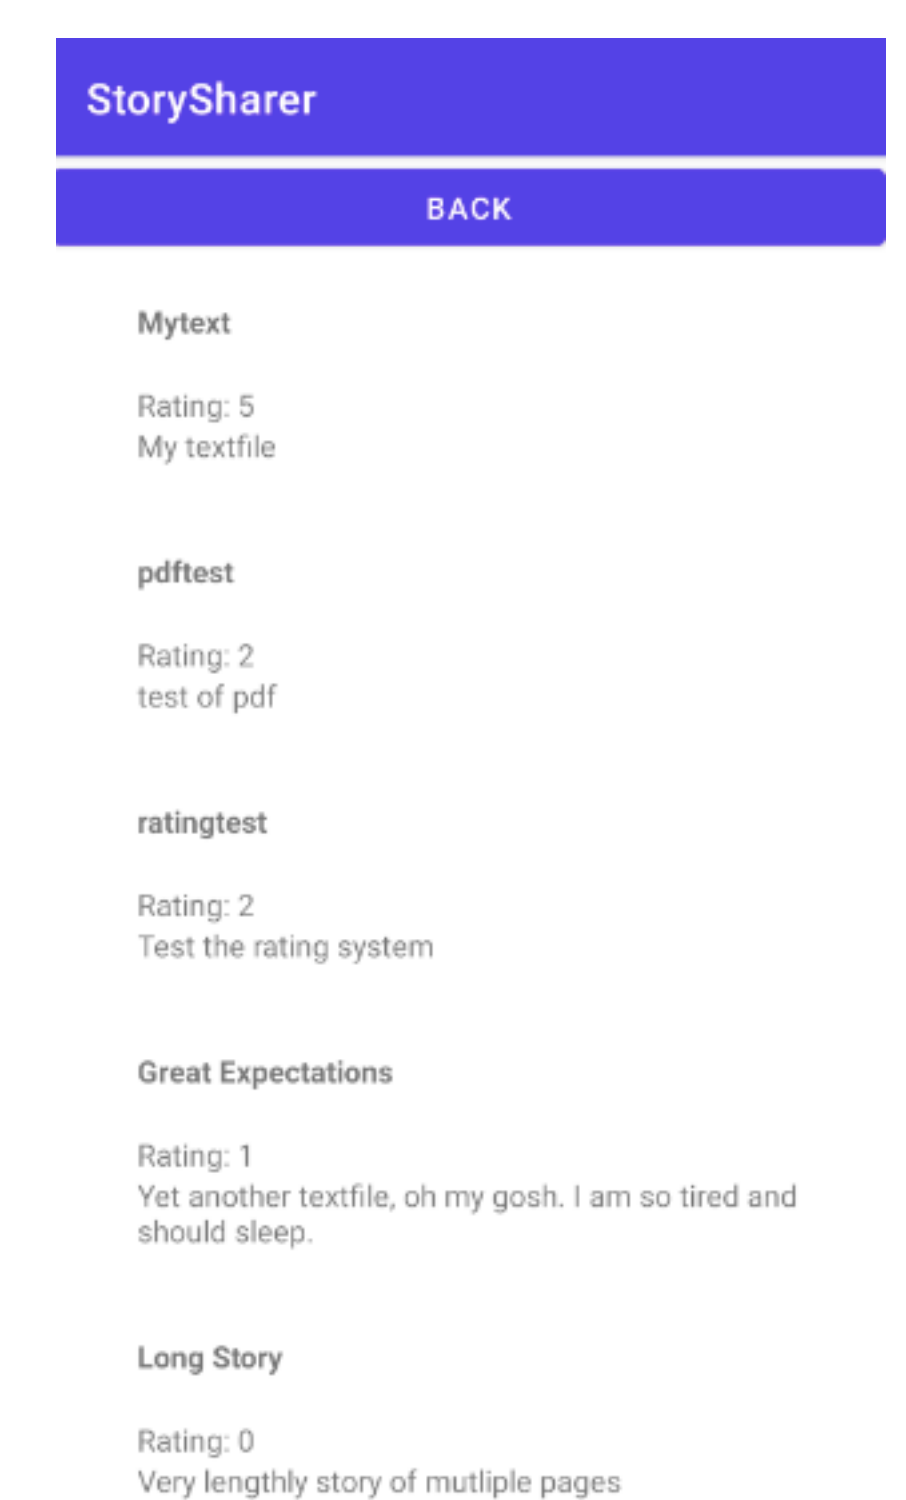 StorySharer
BACK
Mytext
Rating: 5
My textfile
pdftest
Rating: 2
test of pdf
ratingtest
Rating: 2
Test the rating system
Great Expectations
Rating: 1
Yet another textfile, oh my gosh. I am so tired and
should sleep.
Long Story
Rating: 0
Very lengthly story of mutliple pages